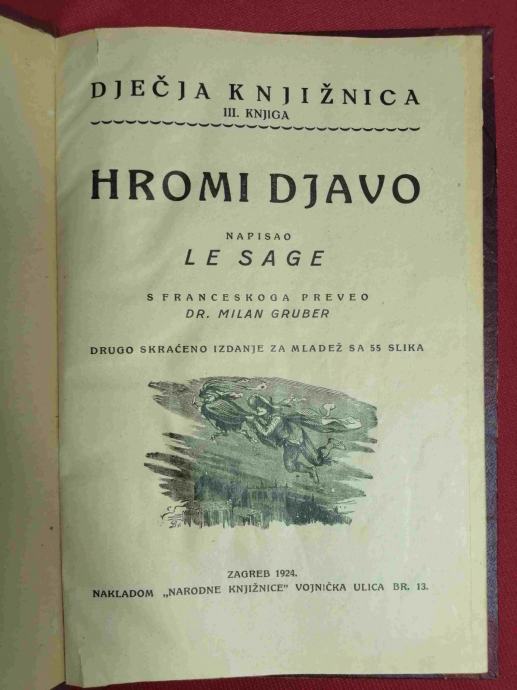 DJEČJA KNJIŽNICA
III. KNJIGA
HROMI DJAVO
NAPISAO
LE SAGE
S FRANCESKOGA PREVEO
DR. MILAN GRUBER
DRUGO SKRAĆENO IZDANJE ZA MLADEŽ SA 55 SLIKA
ZAGREB 1924.
NAKLADOM „NARODNE KNJIŽNICE" VOJNIČKA ULICA BR. 13.